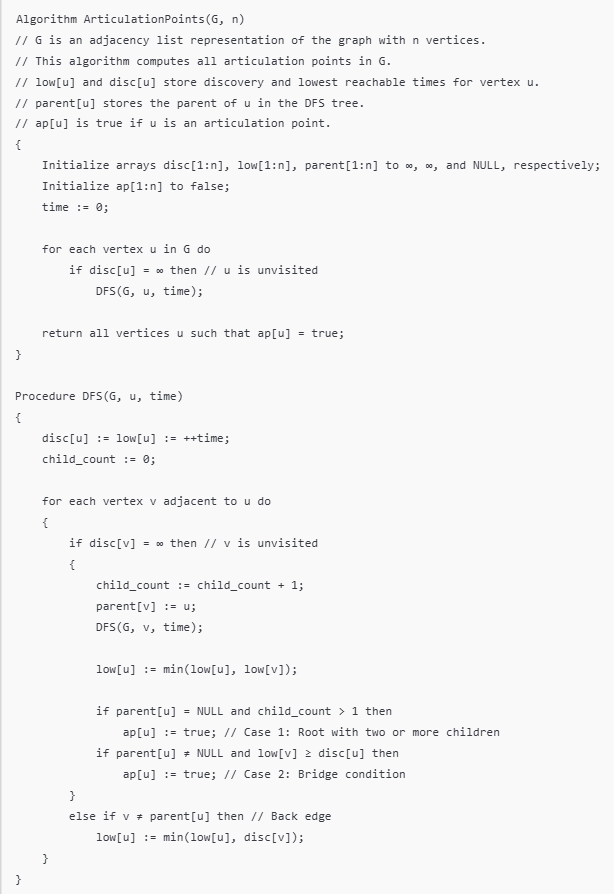 Algorithm ArticulationPoints(G, n)
// G is an adjacency list representation of the graph with n vertices.
// This algorithm computes all articulation points in G.
// low[u] and disc[u] store discovery and lowest reachable times for vertex u.
// parent[u] stores the parent of u in the DFS tree.
// ap[u] is true if u is an articulation point.
{
    Initialize arrays disc[1:n], low[1:n], parent[1:n] to ∞, ∞, and NULL, respectively;
    Initialize ap[1:n] to false;
    time := 0;

    for each vertex u in G do
        if disc[u] = ∞ then // u is unvisited
            DFS(G, u, time);

    return all vertices u such that ap[u] = true;
}

Procedure DFS(G, u, time)
{
    disc[u] := low[u] := ++time;
    child_count := 0;

    for each vertex v adjacent to u do
    {
        if disc[v] = ∞ then // v is unvisited
        {
            child_count := child_count + 1;
            parent[v] := u;
            DFS(G, v, time);

            low[u] := min(low[u], low[v]);

            if parent[u] = NULL and child_count > 1 then
                ap[u] := true; // Case 1: Root with two or more children
            if parent[u] ≠ NULL and low[v] ≥ disc[u] then
                ap[u] := true; // Case 2: Bridge condition
        }
        else if v ≠ parent[u] then // Back edge
            low[u] := min(low[u], disc[v]);
    }
}